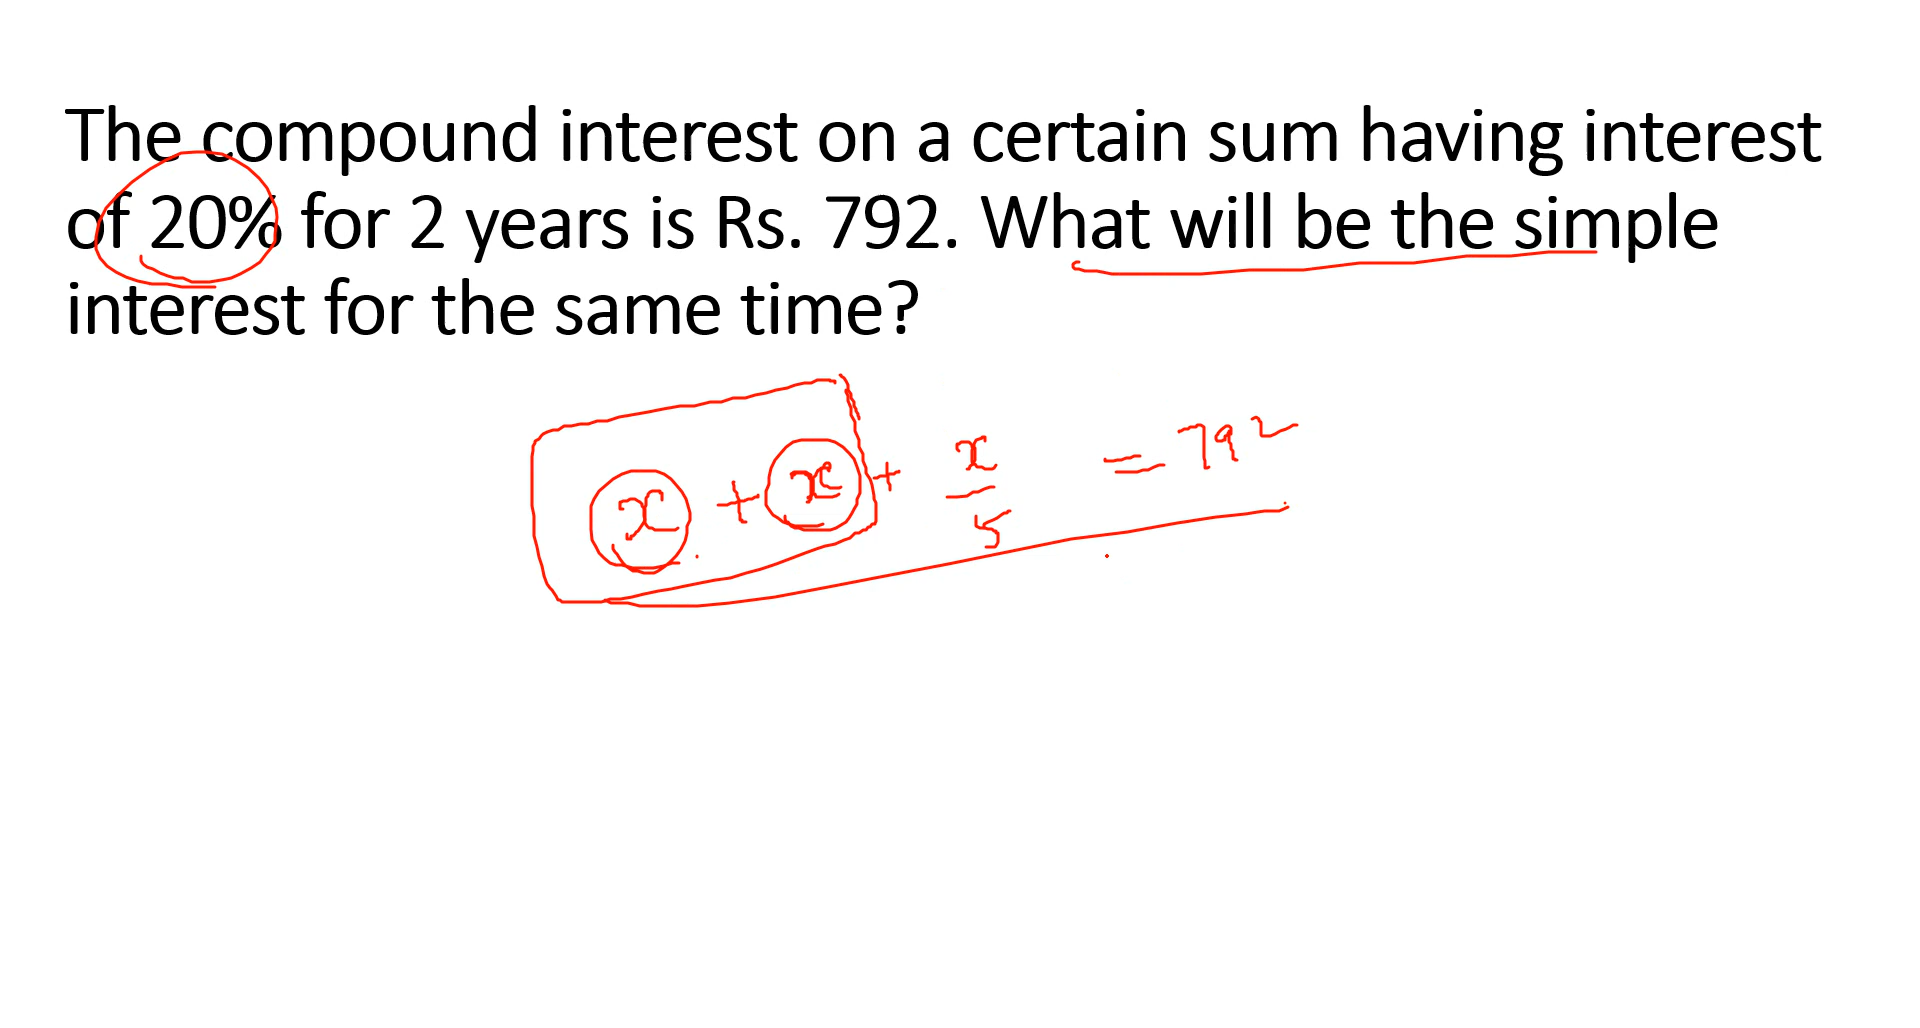 The compound interest on a certain sum having interest
of 20% for 2 years is Rs. 792. What will be the simple
interest for the same time?
x + x + x/5 = 792